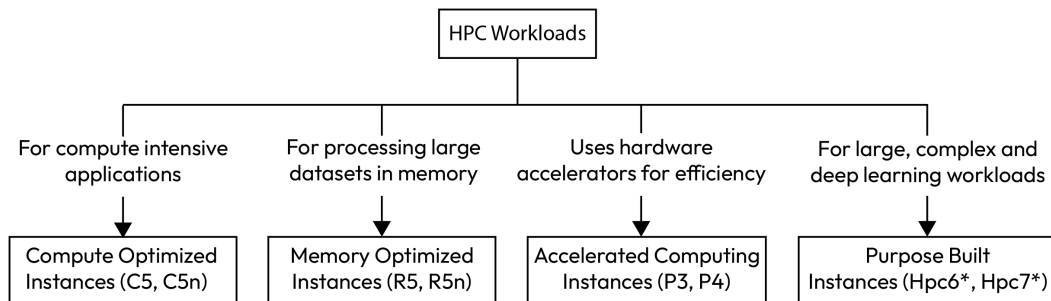 HPC Workloads
For compute intensive
applications
For processing large
datasets in memory
Uses hardware
accelerators for efficiency
For large, complex and
deep learning workloads
Compute Optimized
Instances (C5, C5n)
Memory Optimized
Instances (R5, R5n)
Accelerated Computing
Instances (P3, P4)
Purpose Built
Instances (Hpc6*, Hpc7*)